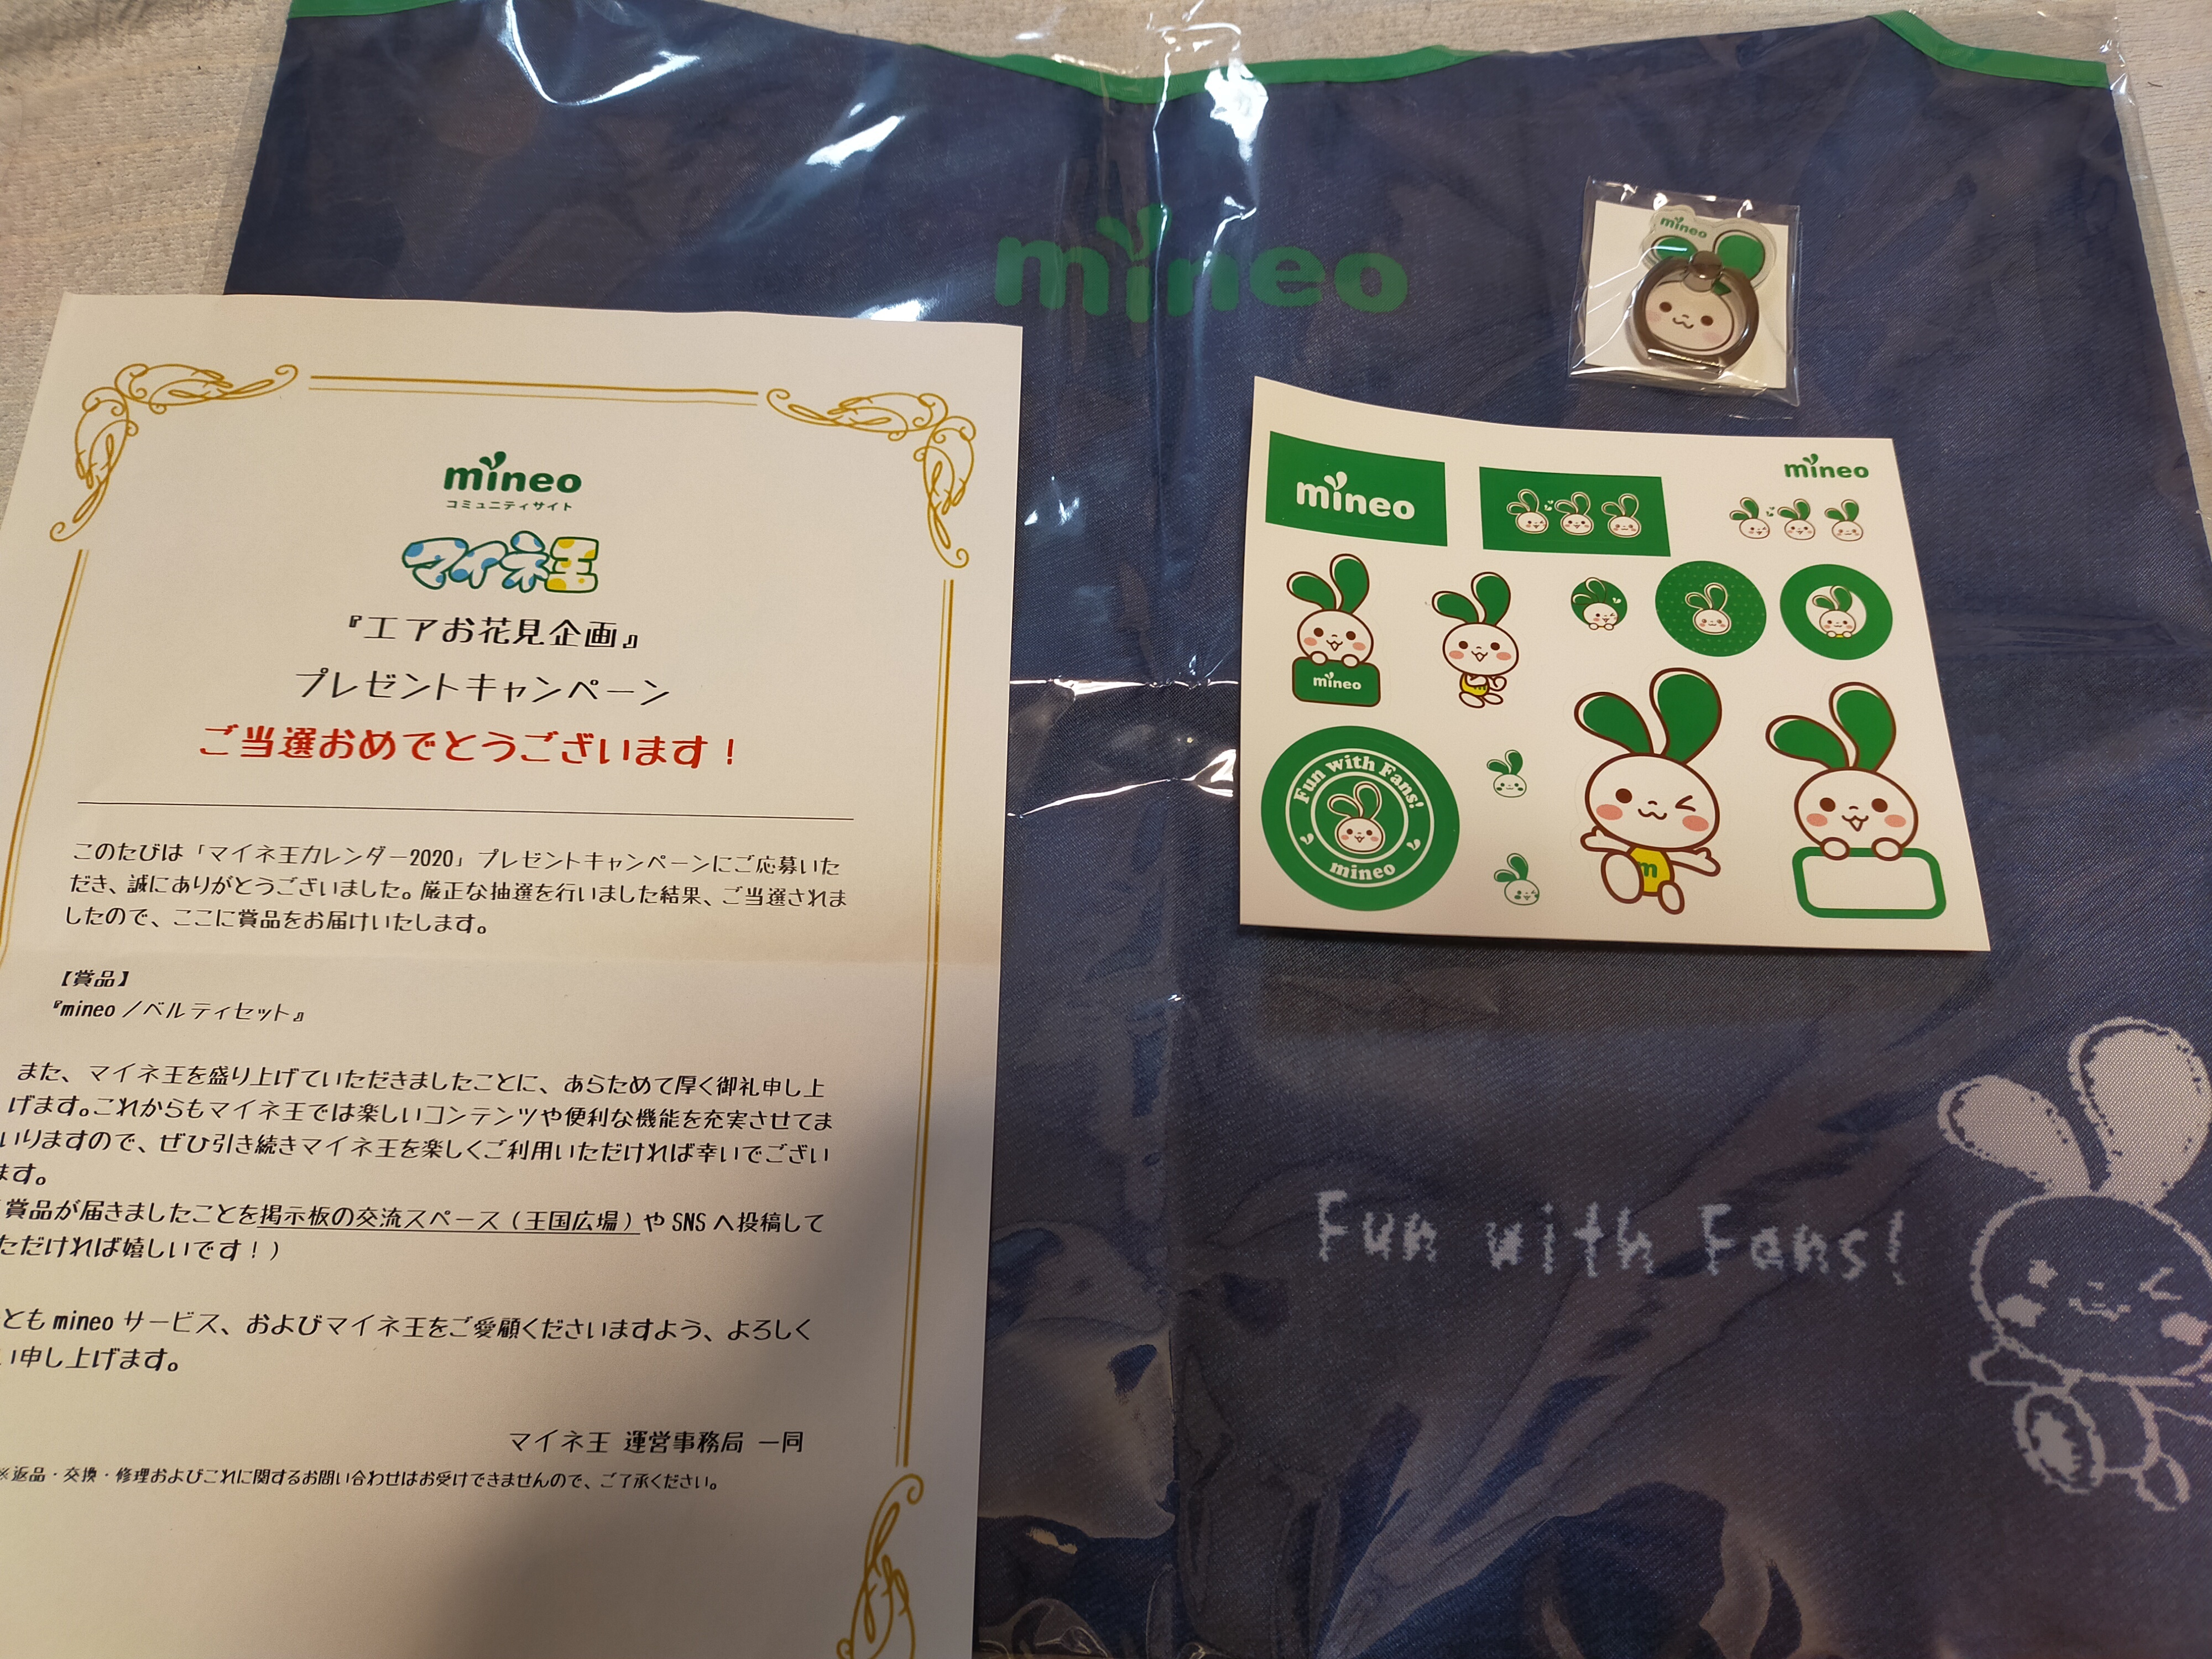 mineo
mineo
コミュニティサイト
マイネ王
『エアお花見企画』
プレゼントキャンペーン
ご当選おめでとうございます！
このたびは「マイネ王カレンダー2020」プレゼントキャンペーンにご応募いた
だき、誠にありがとうございました。厳正な抽選を行いました結果、ご当選されま
したので、ここに賞品をお届けいたします。
【賞品】
『mineoノベルティセット』
また、マイネ王を盛り上げていただきましたことに、あらためて厚く御礼申し上
げます。これからもマイネ王では楽しいコンテンツや便利な機能を充実させてま
いりますので、ぜひ引き続きマイネ王を楽しくご利用いただければ幸いでござい
ます。
賞品が届きましたことを掲示板の交流スペース（王国広場）やSNSへ投稿して
ただければ嬉しいです！）
とも mineo サービス、およびマイネ王をご愛顧くださいますよう、よろしく
い申し上げます。
マイネ王 運営事務局 一同
※返品・交換・修理およびこれに関するお問い合わせはお受けできませんので、ご了承ください。
mineo
mineo
mineo
mineo
m
Fun with Fans!
mineo
Fun with Fans!